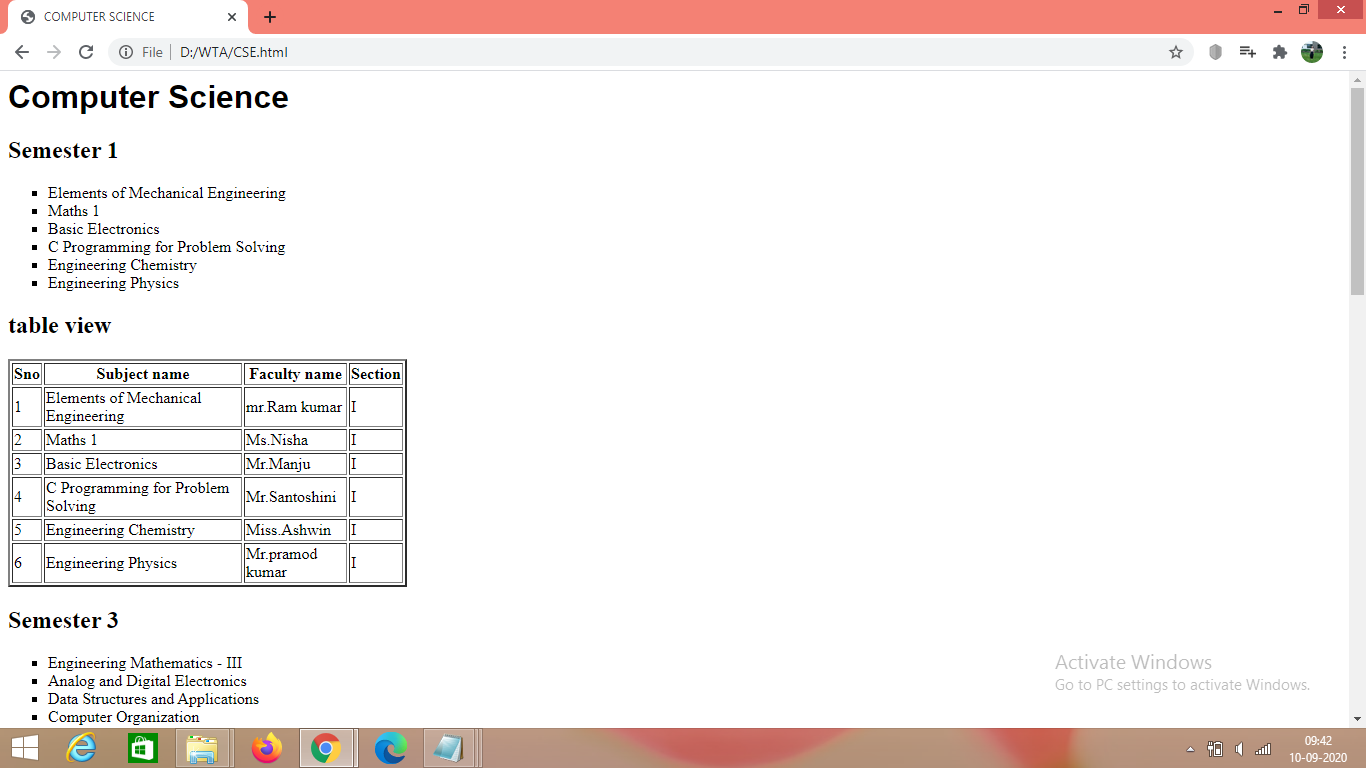 COMPUTER SCIENCE
File
D:/WTA/CSE.html
Computer Science
Semester 1
Elements of Mechanical Engineering
Maths 1
Basic Electronics
C Programming for Problem Solving
Engineering Chemistry
Engineering Physics
table view
Sno Subject name Faculty name Section
1 Elements of Mechanical Engineering mr.Ram kumar I
2 Maths 1 Ms.Nisha I
3 Basic Electronics Mr.Manju I
4 C Programming for Problem Solving Mr.Santoshini I
5 Engineering Chemistry Miss.Ashwin I
6 Engineering Physics Mr.pramod kumar I
Semester 3
Engineering Mathematics - III
Analog and Digital Electronics
Data Structures and Applications
Computer Organization
Activate Windows
Go to PC settings to activate Windows.
09:42
10-09-2020